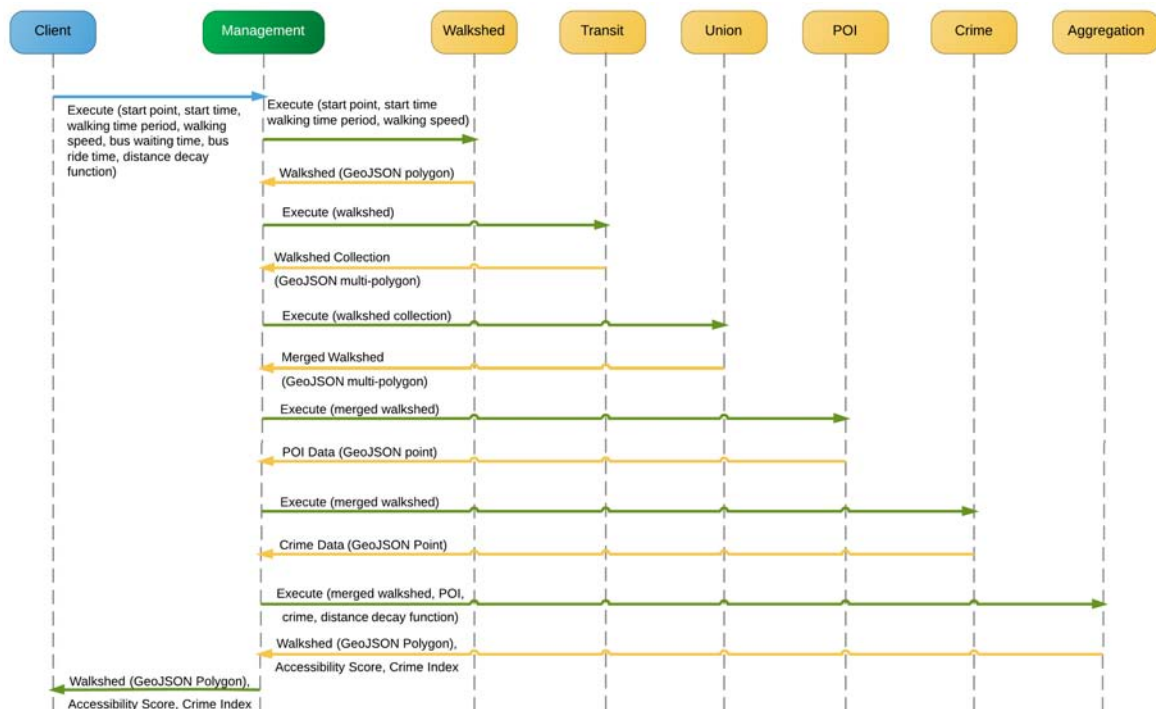 Client
Management
Walkshed
Transit
Union
POI
Crime
Aggregation
Execute (start point, start time,
walking time period, walking
speed, bus waiting time, bus
ride time, distance decay
function)
Execute (start point, start time
walking time period, walking speed)
Walkshed (GeoJSON polygon)
Execute (walkshed)
Walkshed Collection
(GeoJSON multi-polygon)
Execute (walkshed collection)
Merged Walkshed
(GeoJSON multi-polygon)
Execute (merged walkshed)
POI Data (GeoJSON point)
Execute (merged walkshed)
Crime Data (GeoJSON Point)
Execute (merged walkshed, POI,
crime, distance decay function)
Walkshed (GeoJSON Polygon),
Accessibility Score, Crime Index
Walkshed (GeoJSON Polygon),
Accessibility Score, Crime Index